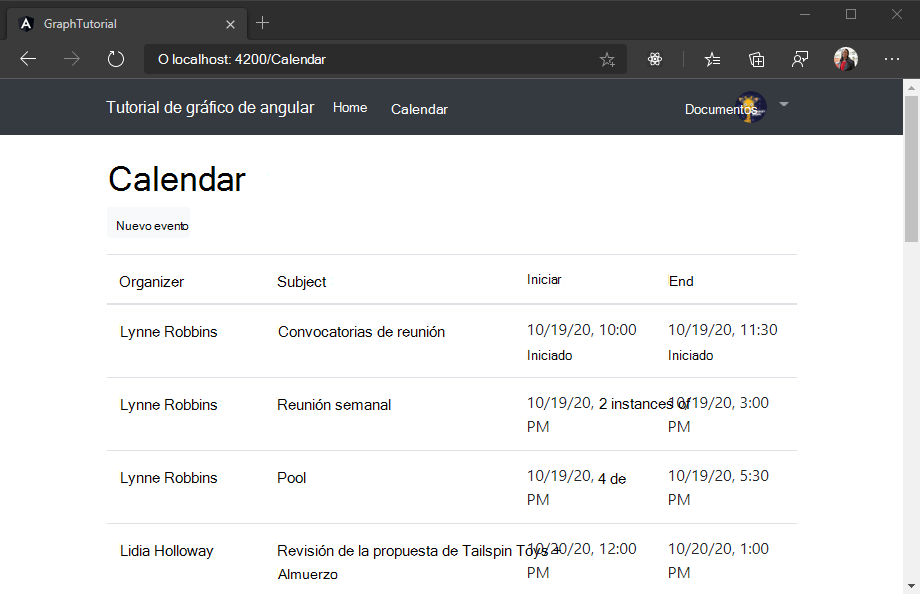 GraphTutorial
O localhost: 4200/Calendar
Tutorial de gráfico de angular Home Calendar Documentos
Calendar
Nuevo evento
Organizer Subject Iniciar End
Lynne Robbins Convocatorias de reunión 10/19/20, 10:00 10/19/20, 11:30
Iniciado Iniciado
Lynne Robbins Reunión semanal 10/19/20, 2 instances of 10/19/20, 3:00
PM PM
Lynne Robbins Pool 10/19/20, 4 de 10/19/20, 5:30
PM PM
Lidia Holloway Revisión de la propuesta de Tailspin Toys + 10/20/20, 12:00 10/20/20, 1:00
Almuerzo PM PM